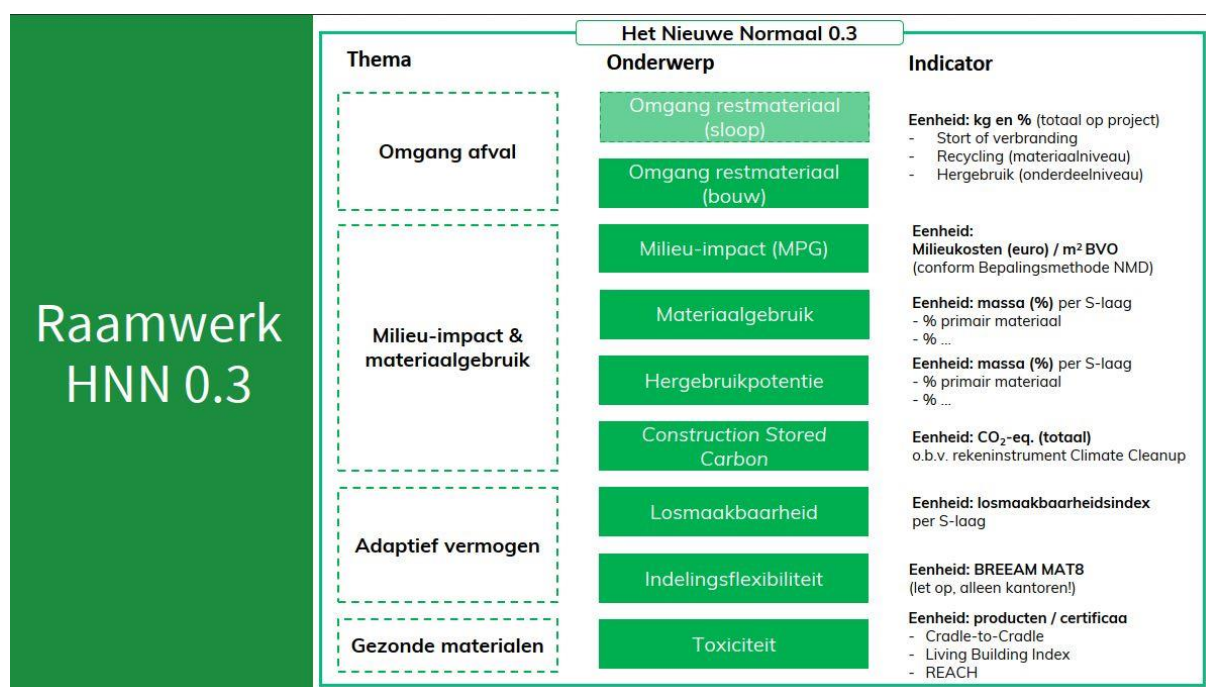 Raamwerk
HNN 0.3
Het Nieuwe Normaal 0.3
Thema
Onderwerp
Indicator
Omgang afval
Omgang restmateriaal
(sloop)
Omgang restmateriaal
(bouw)
Eenheid: kg en % (totaal op project)
- Start of verbranding
- Recycling (materiaalniveau)
- Hergebruik (onderdeelniveau)
Milieu-impact &
materiaalgebruik
Milieu-impact (MPG)
Eenheid:
Milieukosten (euro) / m² BVO
(conform Bepalingsmethode NMD)
Materiaalgebruik
Eenheid: massa (%) per S-laag
- % primair materiaal
- % ...
Hergebruikpotentie
Eenheid: massa (%) per S-laag
- % primair materiaal
- % ...
Construction Stored
Carbon
Eenheid: CO₂-eq. (totaal)
o.b.v. rekeninstrument Climate Cleanup
Adaptief vermogen
Losmaakbaarheid
Eenheid: losmaakbaarheidsindex
per S-laag
Indelingsflexibiliteit
Eenheid: BREEAM MAT8
(let op, alleen kantoren!)
Gezonde materialen
Toxiciteit
Eenheid: producten / certificaa
- Cradle-to-Cradle
- Living Building Index
- REACH